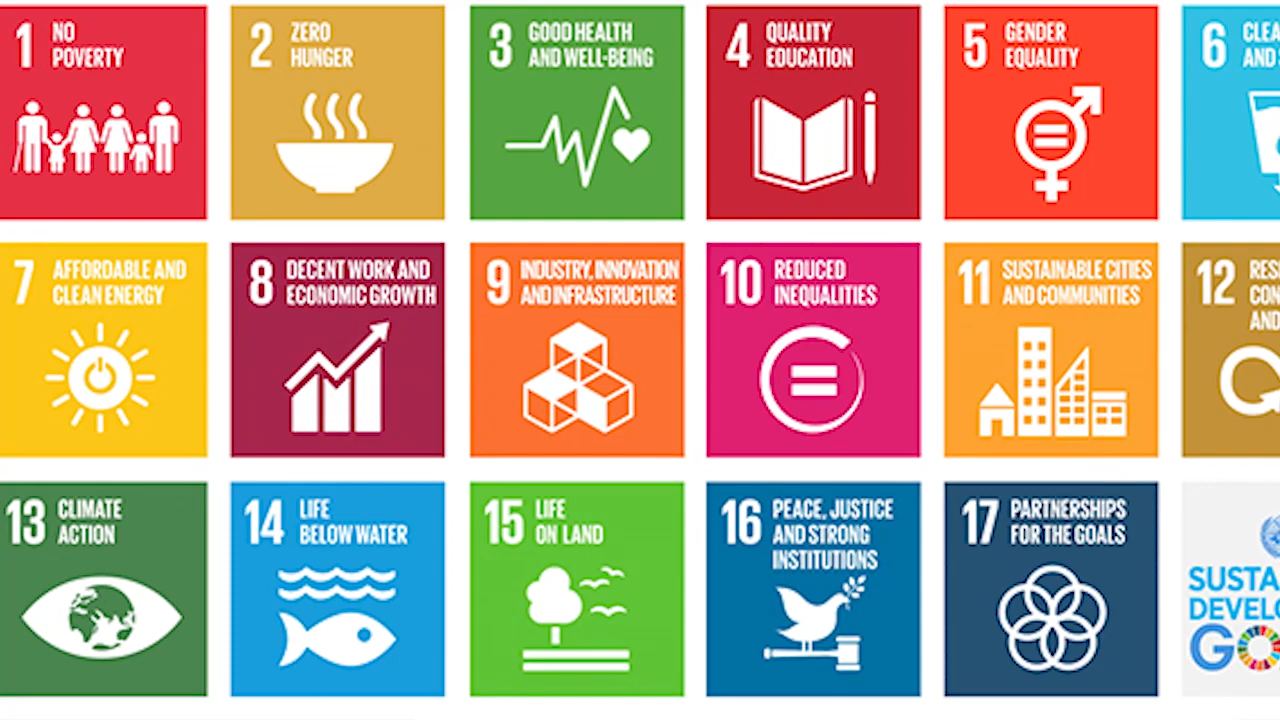 1 NO
POVERTY
2 ZERO
HUNGER
3 GOOD HEALTH
AND WELL-BEING
4 QUALITY
EDUCATION
5 GENDER
EQUALITY
6
AND
7 AFFORDABLE AND
CLEAN ENERGY
8 DECENT WORK AND
ECONOMIC GROWTH
9 INDUSTRY, INNOVATION
AND INFRASTRUCTURE
10 REDUCED
INEQUALITIES
11 SUSTAINABLE CITIES
AND COMMUNITIES
12
AND
13 CLIMATE
ACTION
14 LIFE
BELOW WATER
15 LIFE
ON LAND
16 PEACE, JUSTICE
AND STRONG
INSTITUTIONS
17 PARTNERSHIPS
FOR THE GOALS